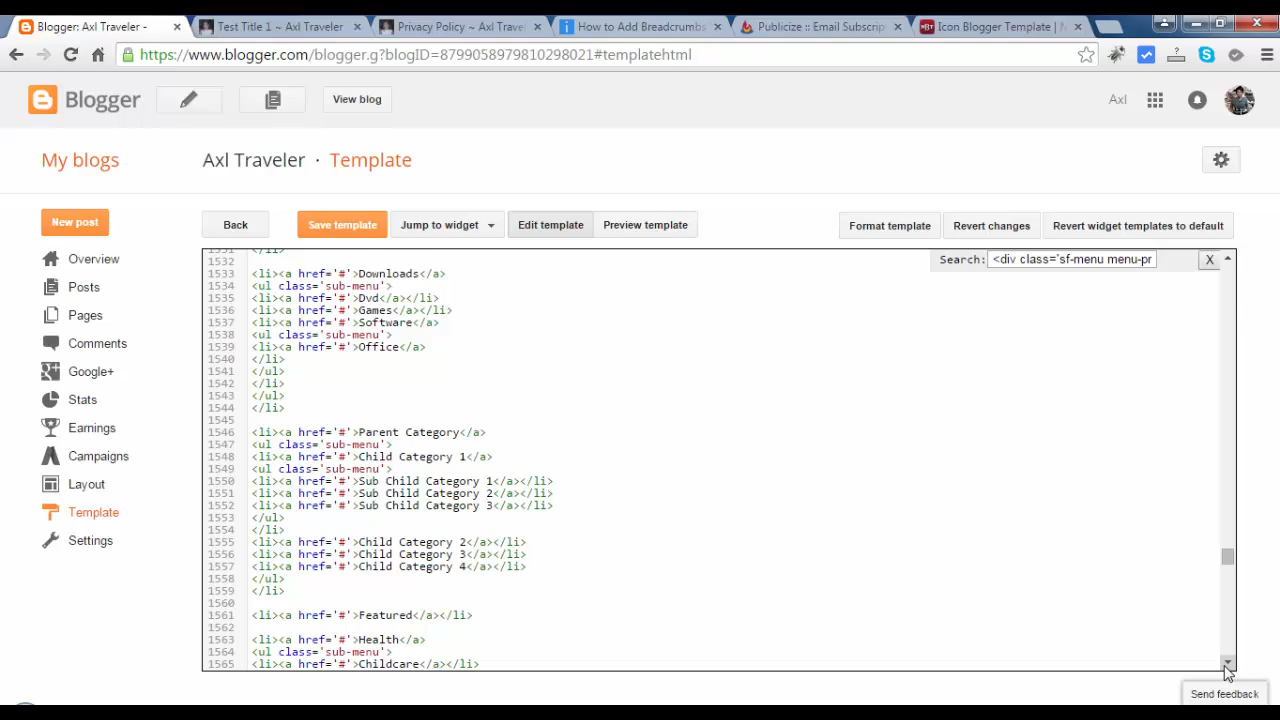 Blogger: Axl Traveler -
Test Title 1 ~ Axl Traveler
Privacy Policy ~ Axl Trave
How to Add Breadcrumbs
Publicize :: Email Subscrip
Icon Blogger Template | M
https://www.blogger.com/blogger.g?blogID=8799058979810298021#templatehtml
Blogger
View blog
Axl
My blogs
Axl Traveler · Template
New post
Back
Save template
Jump to widget
Edit template
Preview template
Format template
Revert changes
Revert widget templates to default
Overview
Posts
Pages
Comments
Google+
Stats
Earnings
Campaigns
Layout
Template
Settings
Search: <div class='sf-menu menu-pr
X
1531 </li>
1532
1533 <li><a href='#'>Downloads</a>
1534 <ul class='sub-menu'>
1535 <li><a href='#'>Dvd</a></li>
1536 <li><a href='#'>Games</a></li>
1537 <li><a href='#'>Software</a>
1538 <ul class='sub-menu'>
1539 <li><a href='#'>Office</a>
1540 </li>
1541 </ul>
1542 </li>
1543 </ul>
1544 </li>
1545
1546 <li><a href='#'>Parent Category</a>
1547 <ul class='sub-menu'>
1548 <li><a href='#'>Child Category 1</a>
1549 <ul class='sub-menu'>
1550 <li><a href='#'>Sub Child Category 1</a></li>
1551 <li><a href='#'>Sub Child Category 2</a></li>
1552 <li><a href='#'>Sub Child Category 3</a></li>
1553 </ul>
1554 </li>
1555 <li><a href='#'>Child Category 2</a></li>
1556 <li><a href='#'>Child Category 3</a></li>
1557 <li><a href='#'>Child Category 4</a></li>
1558 </ul>
1559 </li>
1560
1561 <li><a href='#'>Featured</a></li>
1562
1563 <li><a href='#'>Health</a>
1564 <ul class='sub-menu'>
1565 <li><a href='#'>Childcare</a></li>
Send feedback